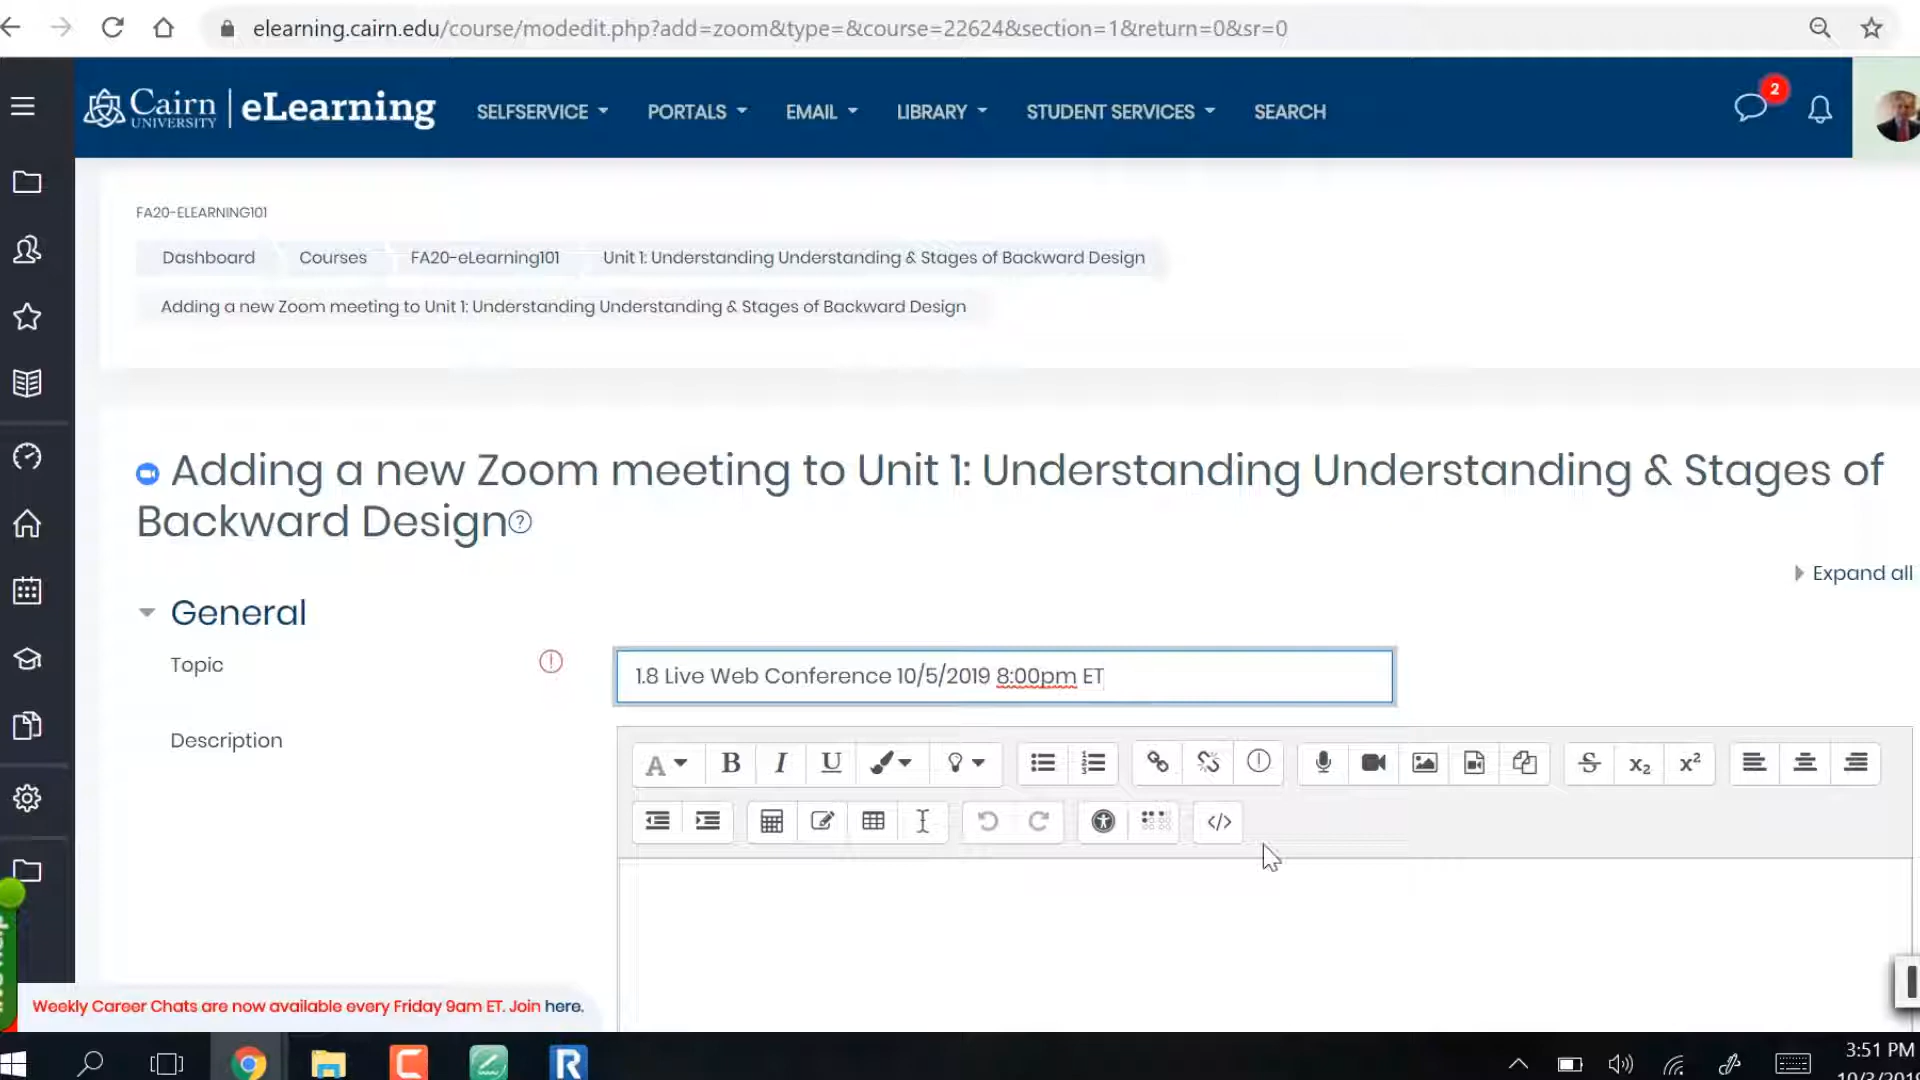 elearning.cairn.edu/course/modedit.php?add=zoom&type=&course=22624&section=1&return=0&sr=0
Cairn UNIVERSITY eLearning SELFSERVICE PORTALS EMAIL LIBRARY STUDENT SERVICES SEARCH 2
FA20-ELEARNING101
Dashboard Courses FA20-eLearning101 Unit 1: Understanding Understanding & Stages of Backward Design
Adding a new Zoom meeting to Unit 1: Understanding Understanding & Stages of Backward Design
Adding a new Zoom meeting to Unit 1: Understanding Understanding & Stages of
Backward Design
Expand all
General
Topic
1.8 Live Web Conference 10/5/2019 8:00pm ET
Description
A B I U
S x₂ x²
</>
Weekly Career Chats are now available every Friday 9am ET. Join here.
3:51 PM